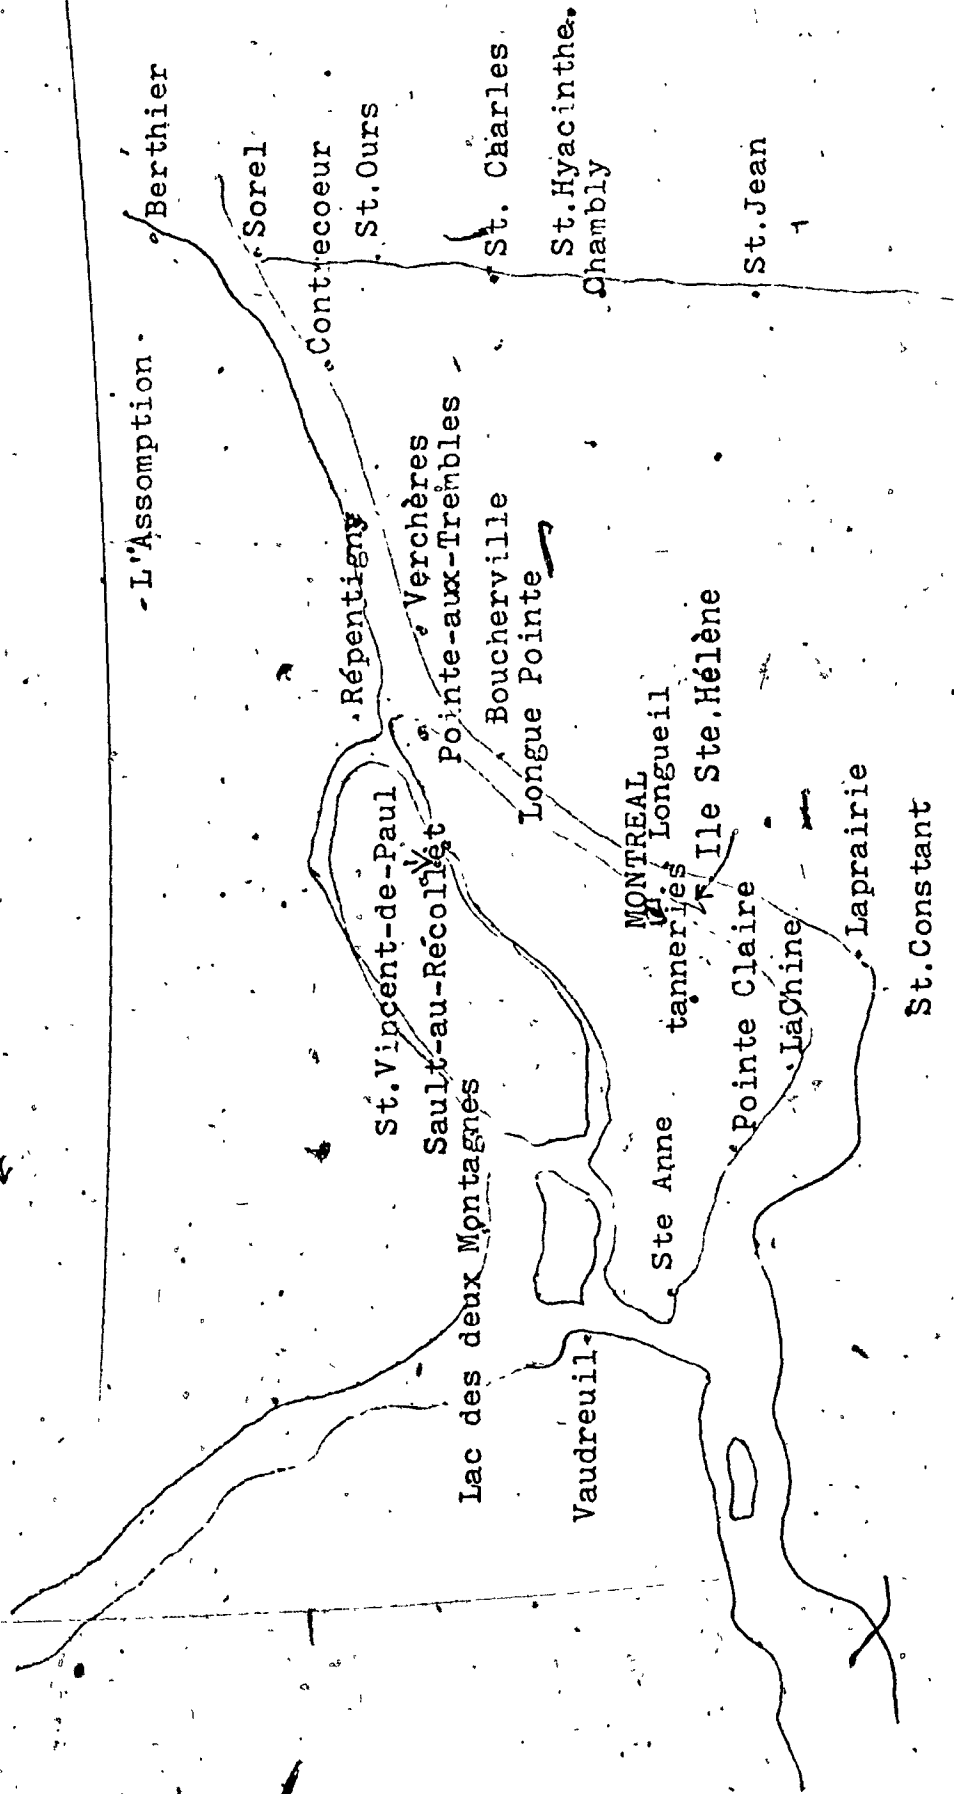 Berthier
Sorel
- L"Assomption -
Contrecoeur
St.Ours
St. Charles
St.Hyacinthe
Chambly
St.Jean
Répentigny
Verchères
Pointe-aux-Trembles
Boucherville
Longue Pointe
St.Vincent-de-Paul
Sault-au-Récollet
MONTREAL
Longueuil
Ile Ste.Hélène
tanneries
Pointe Claire
LaChine
Laprairie
St.Constant
Lac des deux Montagnes
Ste Anne
Vaudreuil